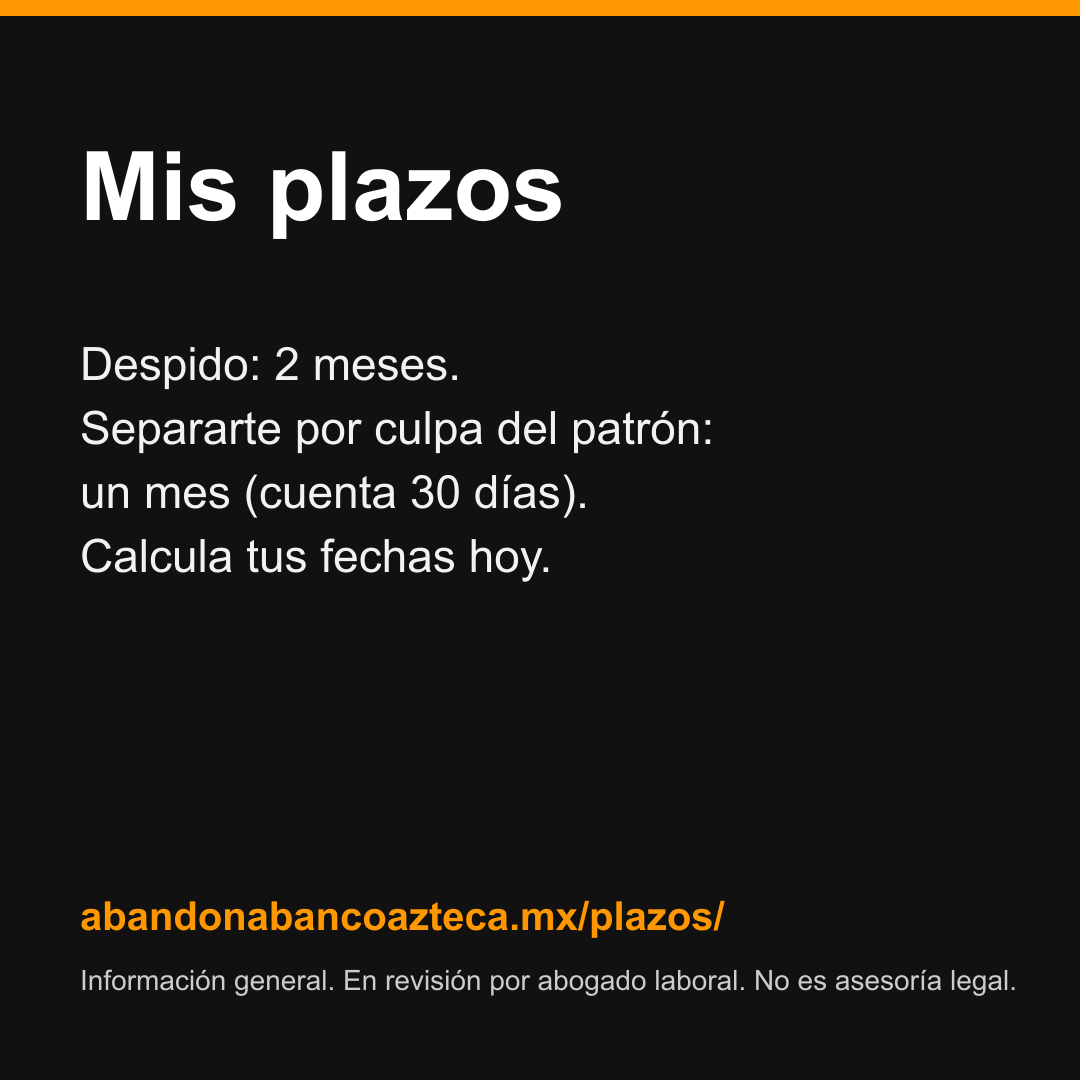 Mis plazos
Despido: 2 meses.
Separarte por culpa del patrón:
un mes (cuenta 30 días).
Calcula tus fechas hoy.
abandonabancoazteca.mx/plazos/
Información general. En revisión por abogado laboral. No es asesoría legal.